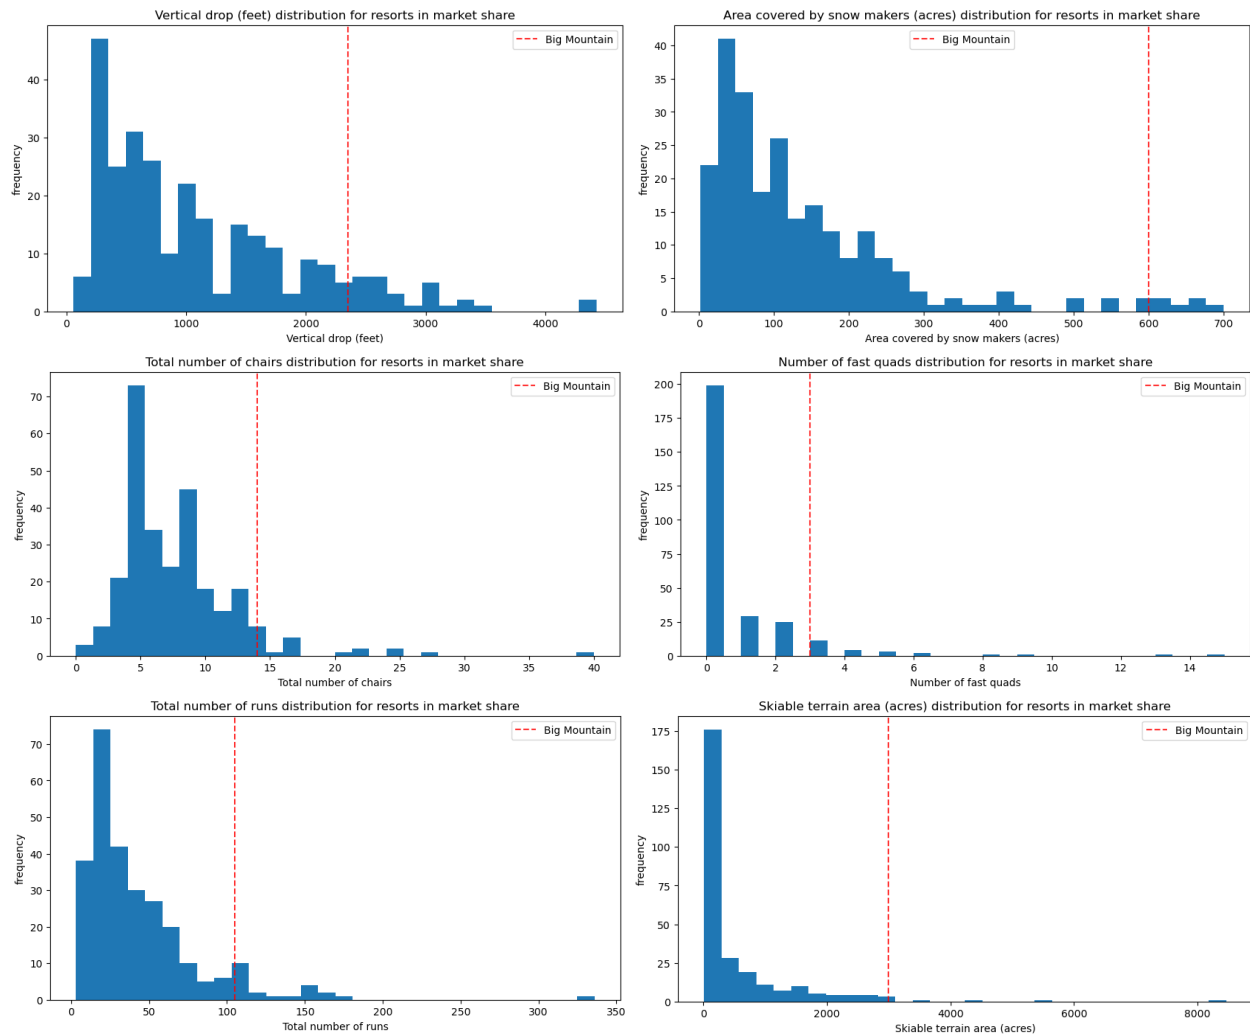 Vertical drop (feet) distribution for resorts in market share
Big Mountain
frequency
40
30
20
10
0
0 1000 2000 3000 4000
Vertical drop (feet)
Area covered by snow makers (acres) distribution for resorts in market share
Big Mountain
frequency
40
35
30
25
20
15
10
5
0
0 100 200 300 400 500 600 700
Area covered by snow makers (acres)
Total number of chairs distribution for resorts in market share
Big Mountain
frequency
70
60
50
40
30
20
10
0
0 5 10 15 20 25 30 35 40
Total number of chairs
Number of fast quads distribution for resorts in market share
Big Mountain
frequency
200
175
150
125
100
75
50
25
0
0 2 4 6 8 10 12 14
Number of fast quads
Total number of runs distribution for resorts in market share
Big Mountain
frequency
70
60
50
40
30
20
10
0
0 50 100 150 200 250 300 350
Total number of runs
Skiable terrain area (acres) distribution for resorts in market share
Big Mountain
frequency
175
150
125
100
75
50
25
0
0 2000 4000 6000 8000
Skiable terrain area (acres)